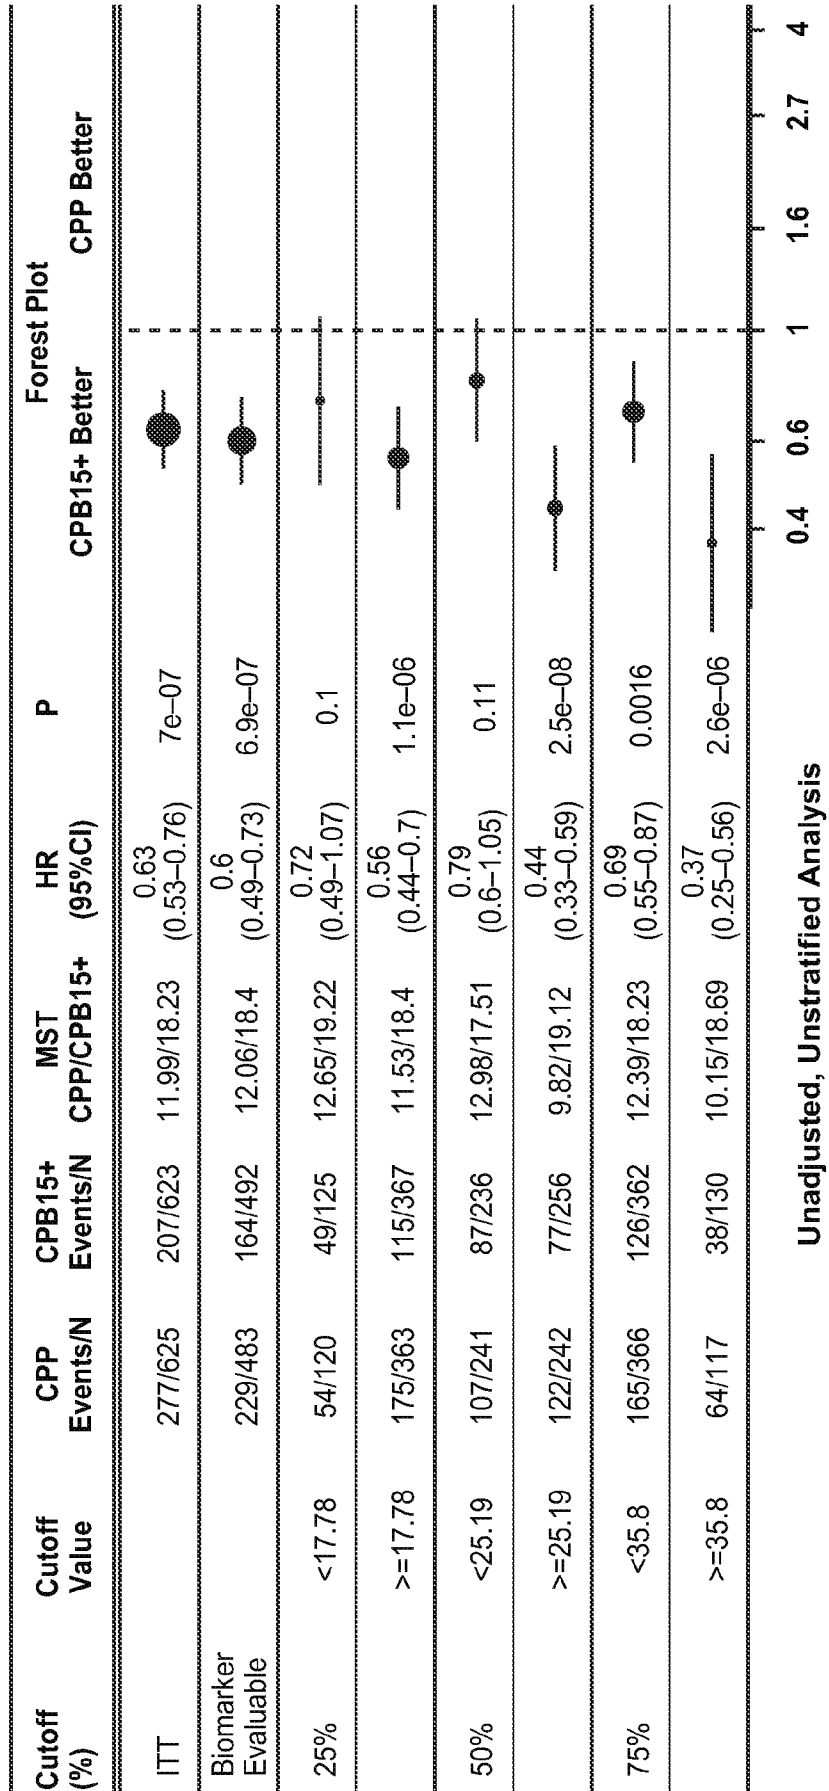 Forest Plot
Cutoff (%) Cutoff Value CPP Events/N CPB15+ Events/N MST CPP/CPB15+ HR (95%CI) P CPB15+ Better CPP Better
ITT 277/625 207/623 11.99/18.23 0.63 (0.53–0.76) 7e–07
Biomarker Evaluable 229/483 164/492 12.06/18.4 0.6 (0.49–0.73) 6.9e–07
25% <17.78 54/120 49/125 12.65/19.22 0.72 (0.49–1.07) 0.1
>=17.78 175/363 115/367 11.53/18.4 0.56 (0.44–0.7) 1.1e–06
50% <25.19 107/241 87/236 12.98/17.51 0.79 (0.6–1.05) 0.11
>=25.19 122/242 77/256 9.82/19.12 0.44 (0.33–0.59) 2.5e–08
75% <35.8 165/366 126/362 12.39/18.23 0.69 (0.55–0.87) 0.0016
>=35.8 64/117 38/130 10.15/18.69 0.37 (0.25–0.56) 2.6e–06
0.4 0.6 1 1.6 2.7 4
Unadjusted, Unstratified Analysis